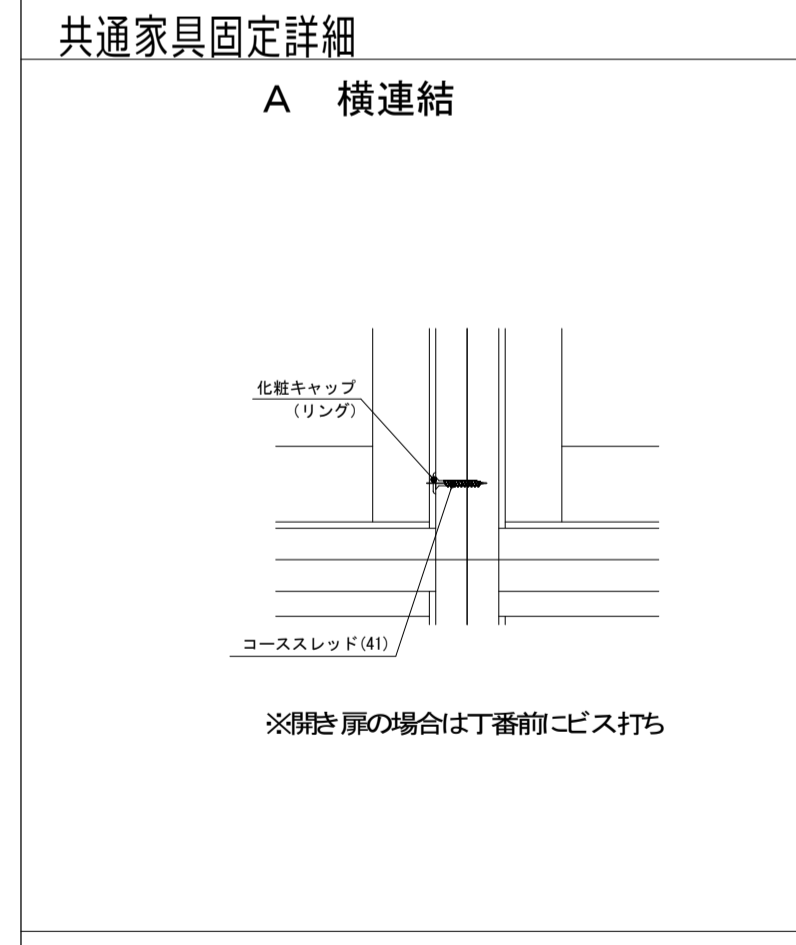 共通家具固定詳細
A 横連結
化粧キャップ
(リング)
コーススレッド(41)
※開き扉の場合は丁番前にビス打ち